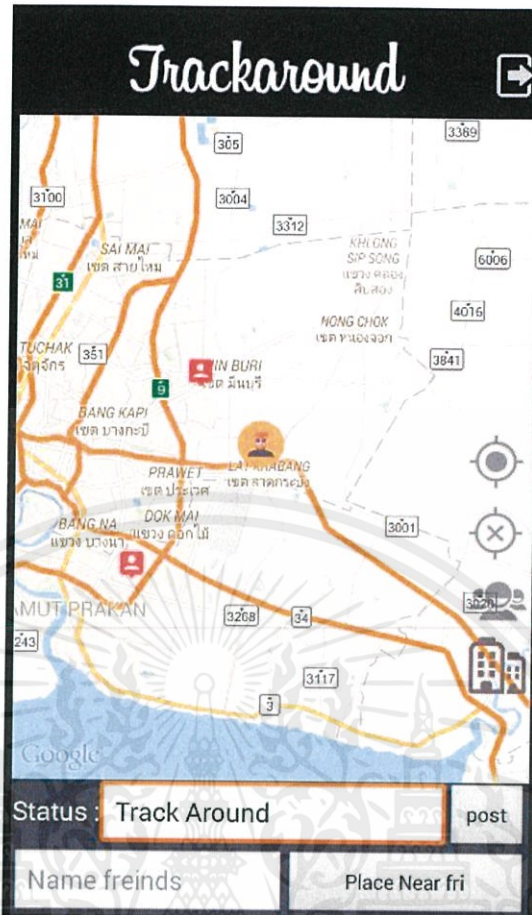 Trackaround
3369
305
3100
3004
3312
SAI MAI
เขต สายไหม
KHLONG
SIP SONG
แขวง คลอง
สิบสอง
6006
31
4016
NONG CHOK
เขต หนองจอก
TUCHAK
จตุจักร
351
3841
MIN BURI
เขต มีนบุรี
9
BANG KAPI
เขต บางกะปิ
PRAWET
เขต ประเวศ
LAT KRABANG
เขต ลาดกระบัง
BANG NA
แขวง บางนา
DOK MAI
แขวง ดอกไม้
3001
AMUT PRAKAN
3268
34
243
3117
3
Google
Status : Track Around post
Name freinds Place Near fri